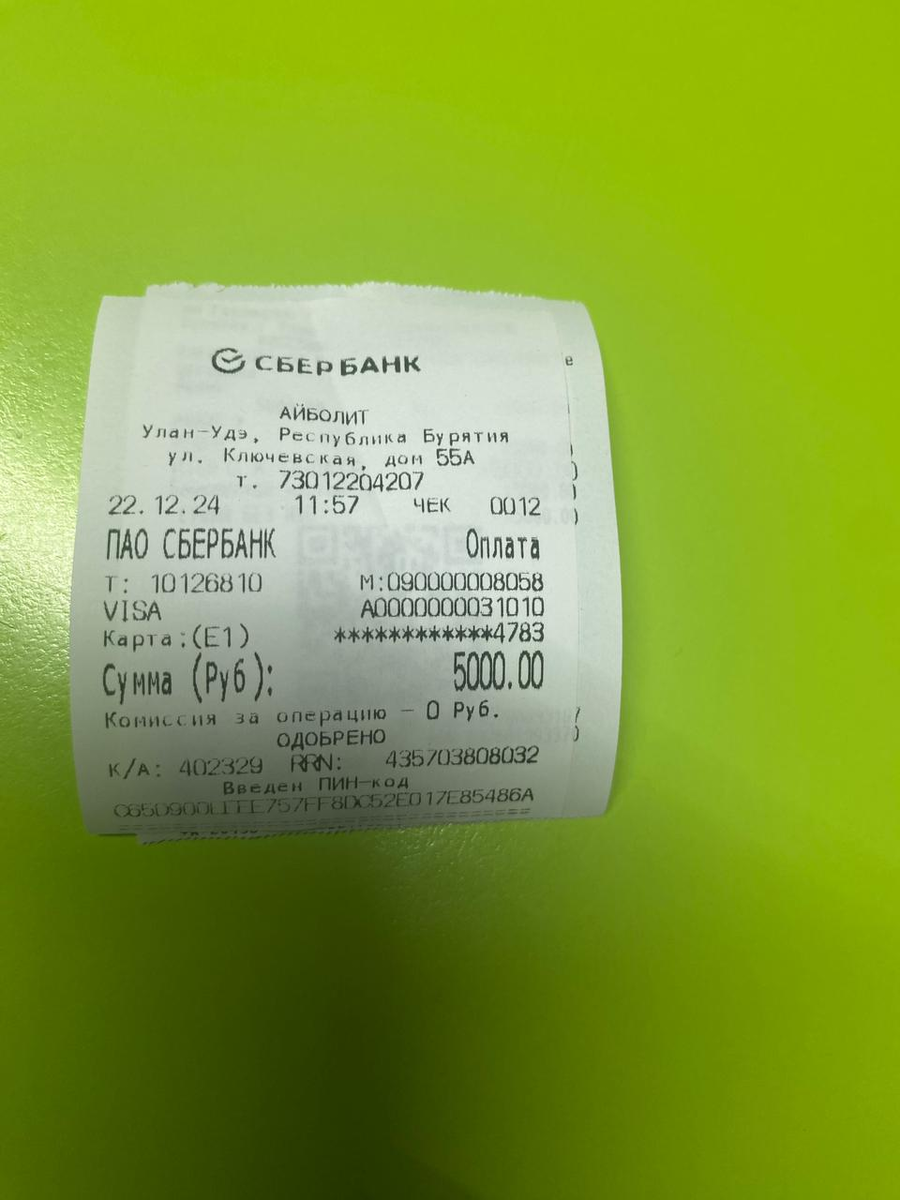 СБЕР БАНК
АЙБОЛИТ
Улан-Удэ, Республика Бурятия
ул. Ключевская, дом 55А
т. 73012204207
22.12.24 11:57 ЧЕК 0012
ПАО СБЕРБАНК Оплата
Т: 10126810 М:090000008058
VISA A0000000031010
Карта:(E1) ************4783
Сумма (Руб): 5000.00
Комиссия за операцию – 0 Руб.
ОДОБРЕНО
К/А: 402329 RRN: 435703808032
Введен ПИН-код